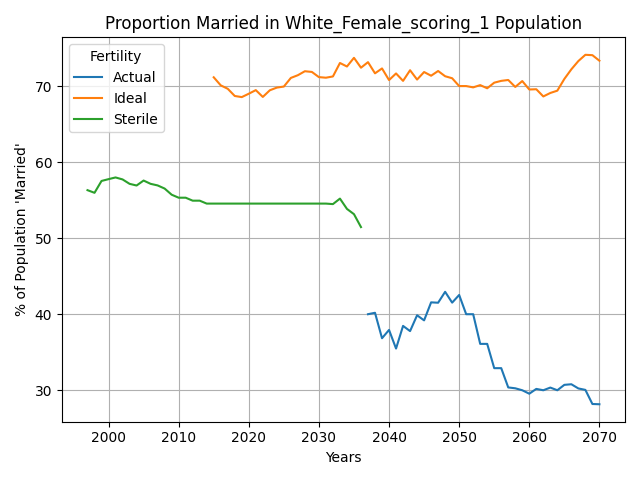 Proportion Married in White_Female_scoring_1 Population
Fertility
Actual
Ideal
Sterile
% of Population 'Married'
70
60
50
40
30
2000 2010 2020 2030 2040 2050 2060 2070
Years